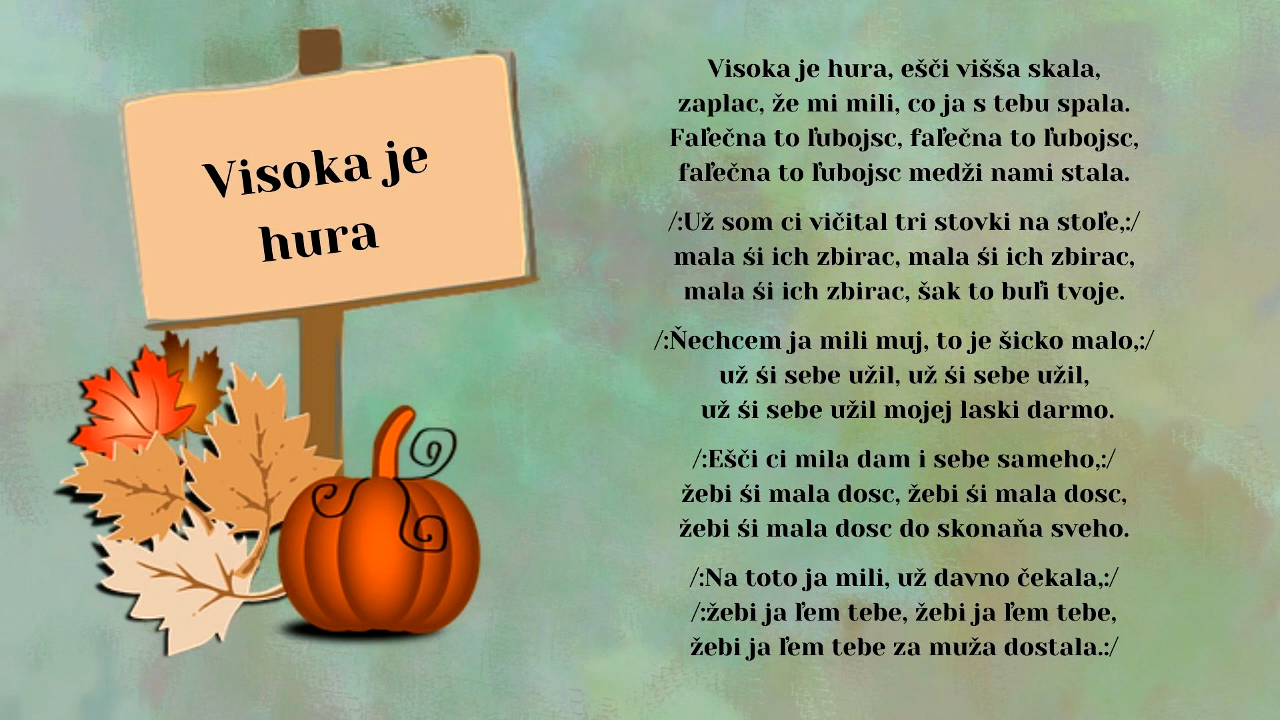 Visoka je
hura
Visoka je hura, ešči višša skala,
zaplac, že mi mili, co ja s tebu spala.
Faľečna to ľubojsc, faľečna to ľubojsc,
faľečna to ľubojsc medži nami stala.
/:Už som ci vičital tri stovki na stoľe,:/
mala śi ich zbirac, mala śi ich zbirac,
mala śi ich zbirac, šak to buľi tvoje.
/:Ňechcem ja mili muj, to je šicko malo,:/
už śi sebe užil, už śi sebe užil,
už śi sebe užil mojej laski darmo.
/:Ešči ci mila dam i sebe sameho,:/
žebi śi mala dosc, žebi śi mala dosc,
žebi śi mala dosc do skonaňa sveho.
/:Na toto ja mili, už davno čekala,:/
/:žebi ja ľem tebe, žebi ja ľem tebe,
žebi ja ľem tebe za muža dostala.:/